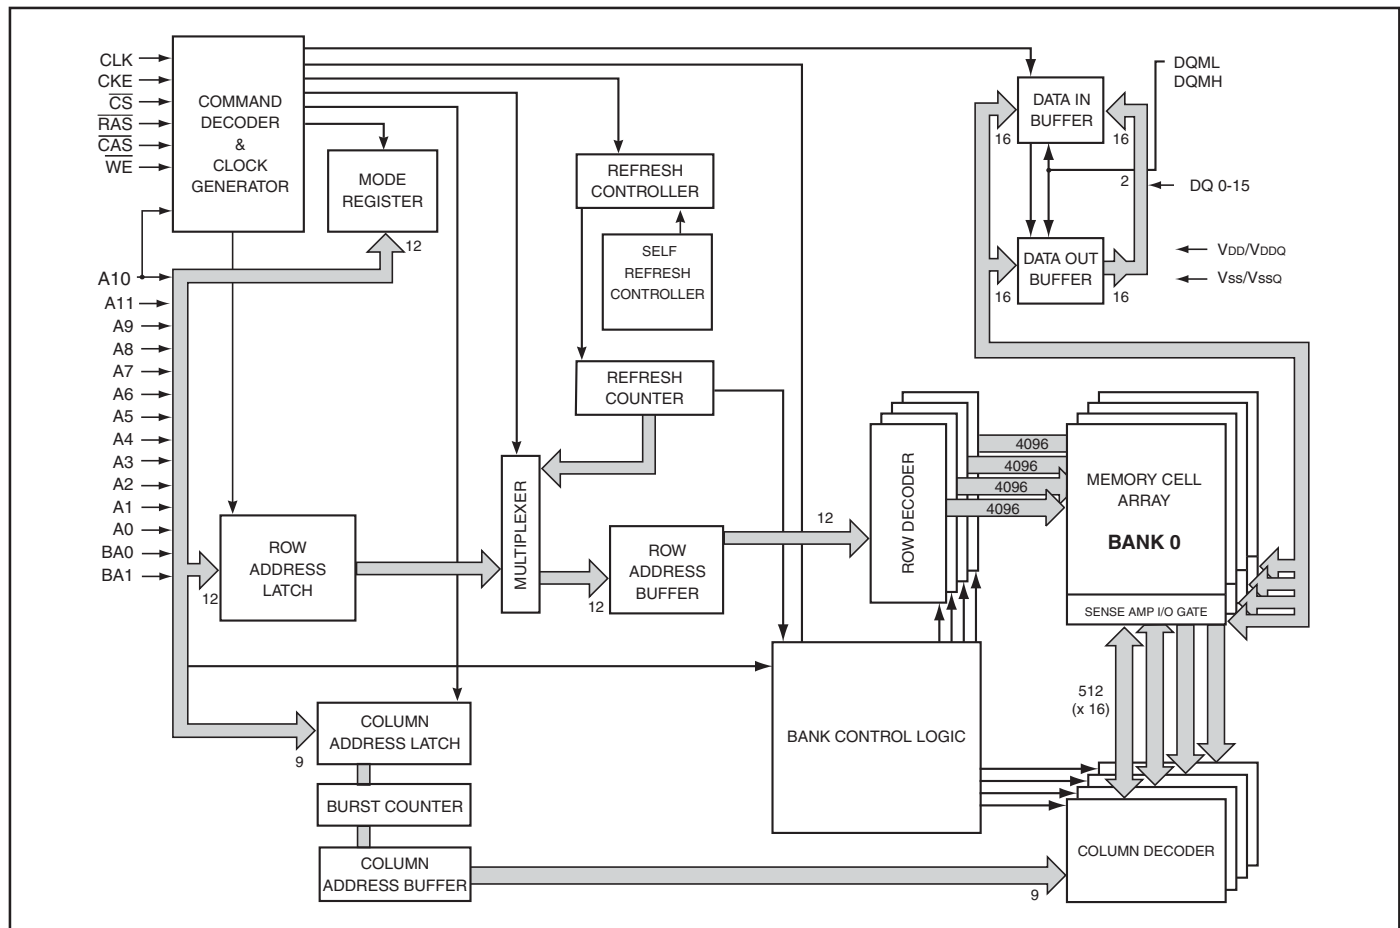 CLK
CKE
CS
RAS
CAS
WE
A10
A11
A9
A8
A7
A6
A5
A4
A3
A2
A1
A0
BA0
BA1
COMMAND
DECODER
&
CLOCK
GENERATOR
MODE
REGISTER
12
REFRESH
CONTROLLER
SELF
REFRESH
CONTROLLER
REFRESH
COUNTER
DATA IN
BUFFER
16
16
DQML
DQMH
2
DQ 0-15
DATA OUT
BUFFER
16
16
VDD/VDDQ
Vss/VssQ
MULTIPLEXER
ROW
ADDRESS
LATCH
12
ROW
ADDRESS
BUFFER
12
12
ROW DECODER
4096
4096
4096
4096
MEMORY CELL
ARRAY
BANK 0
SENSE AMP I/O GATE
512
(x 16)
BANK CONTROL LOGIC
COLUMN
ADDRESS LATCH
9
BURST COUNTER
COLUMN
ADDRESS BUFFER
9
COLUMN DECODER